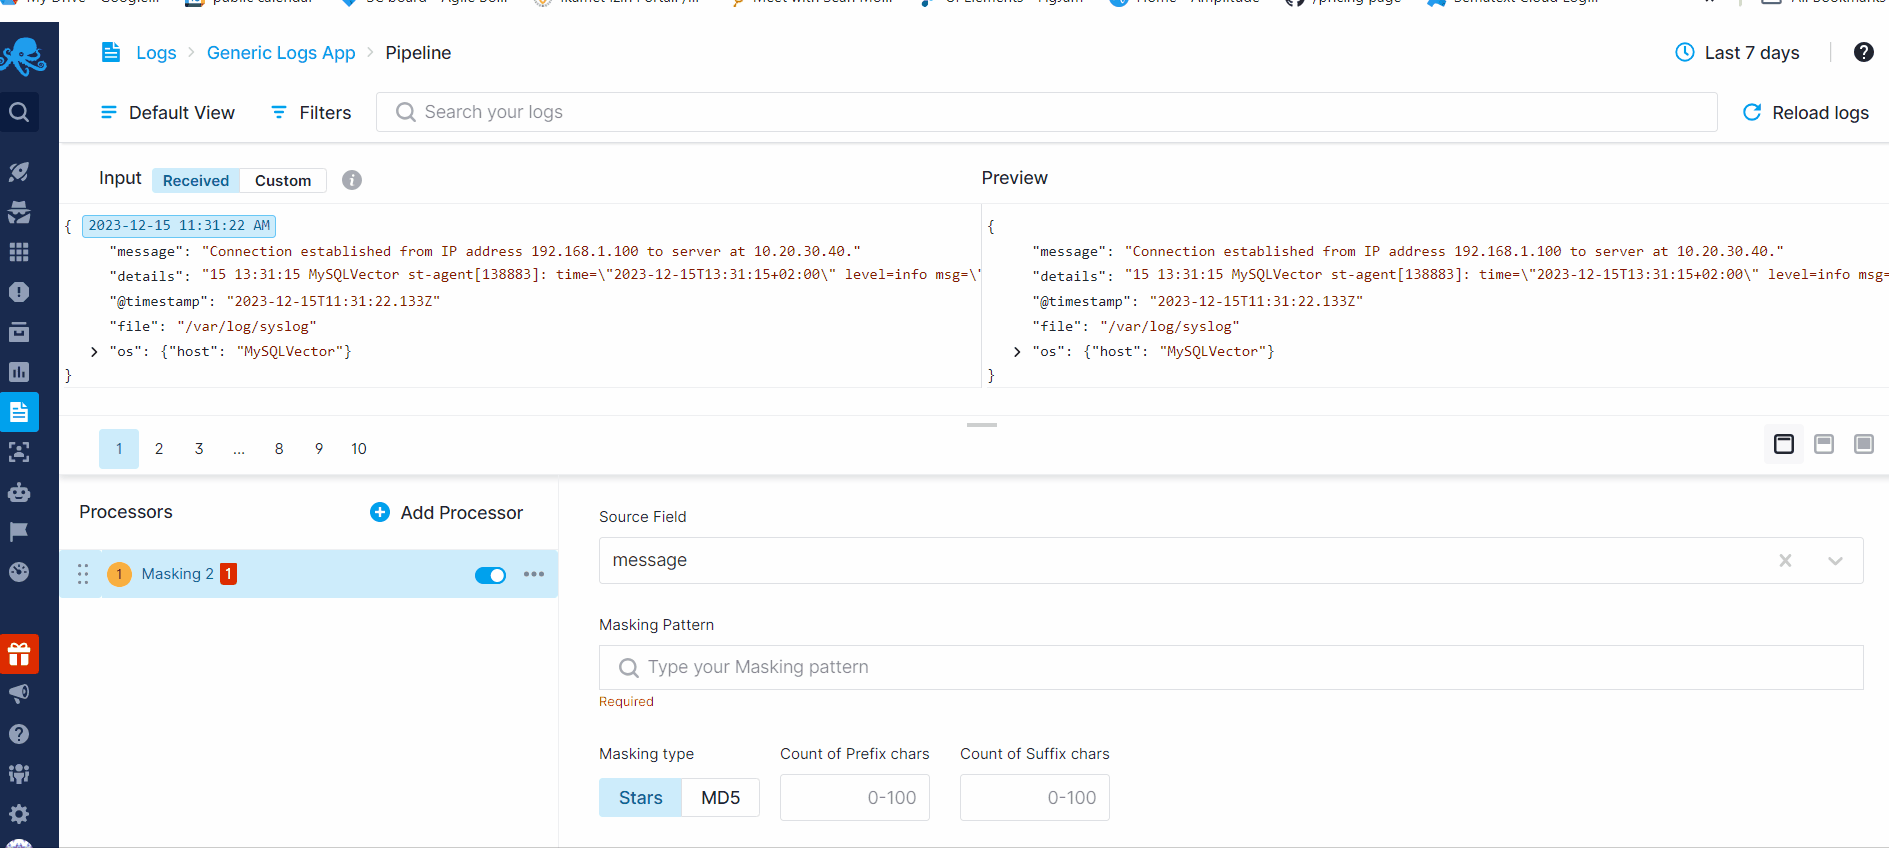 Logs > Generic Logs App > Pipeline
Last 7 days
Default View
Filters
Search your logs
Reload logs
Input
Received
Custom
Preview
{ 2023-12-15 11:31:22 AM
"message": "Connection established from IP address 192.168.1.100 to server at 10.20.30.40."
"details": "15 13:31:15 MySQLVector st-agent[138883]: time=\"2023-12-15T13:31:15+02:00\" level=info msg=\"
"@timestamp": "2023-12-15T11:31:22.133Z"
"file": "/var/log/syslog"
"os": {"host": "MySQLVector"}
}
{
"message": "Connection established from IP address 192.168.1.100 to server at 10.20.30.40."
"details": "15 13:31:15 MySQLVector st-agent[138883]: time=\"2023-12-15T13:31:15+02:00\" level=info msg=
"@timestamp": "2023-12-15T11:31:22.133Z"
"file": "/var/log/syslog"
"os": {"host": "MySQLVector"}
}
1 2 3 ... 8 9 10
Processors
Add Processor
1 Masking 2 1
Source Field
message
Masking Pattern
Type your Masking pattern
Required
Masking type
Count of Prefix chars
Count of Suffix chars
Stars
MD5
0-100
0-100